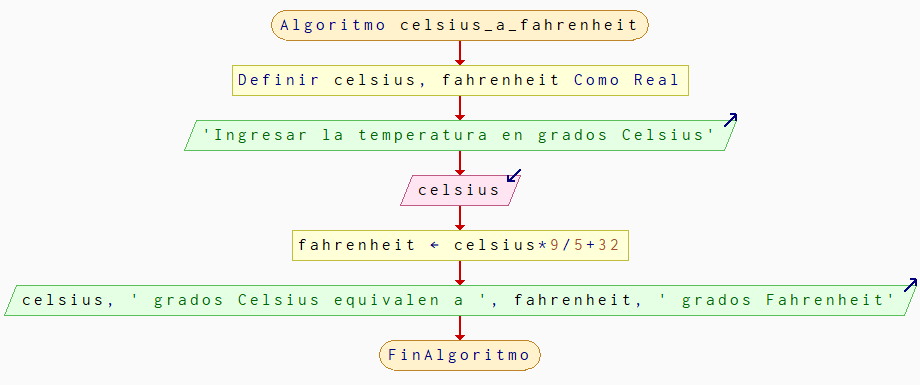 Algoritmo celsius_a_fahrenheit
Definir celsius, fahrenheit Como Real
'Ingresar la temperatura en grados Celsius'
celsius
fahrenheit ← celsius*9/5+32
celsius, ' grados Celsius equivalen a ', fahrenheit, ' grados Fahrenheit'
FinAlgoritmo